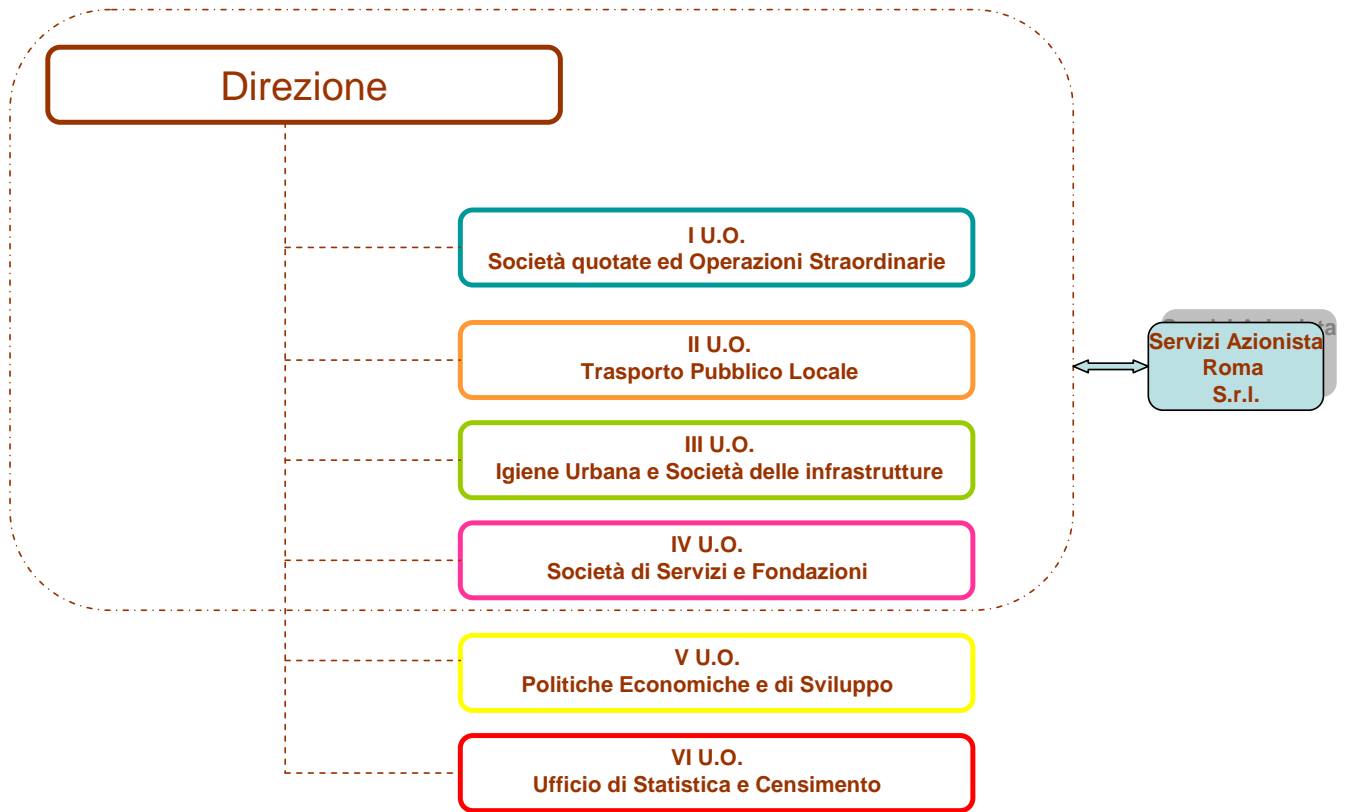 Direzione
I U.O.
Società quotate ed Operazioni Straordinarie
II U.O.
Trasporto Pubblico Locale
III U.O.
Igiene Urbana e Società delle infrastrutture
IV U.O.
Società di Servizi e Fondazioni
V U.O.
Politiche Economiche e di Sviluppo
VI U.O.
Ufficio di Statistica e Censimento
Servizi Azionista
Roma
S.r.l.